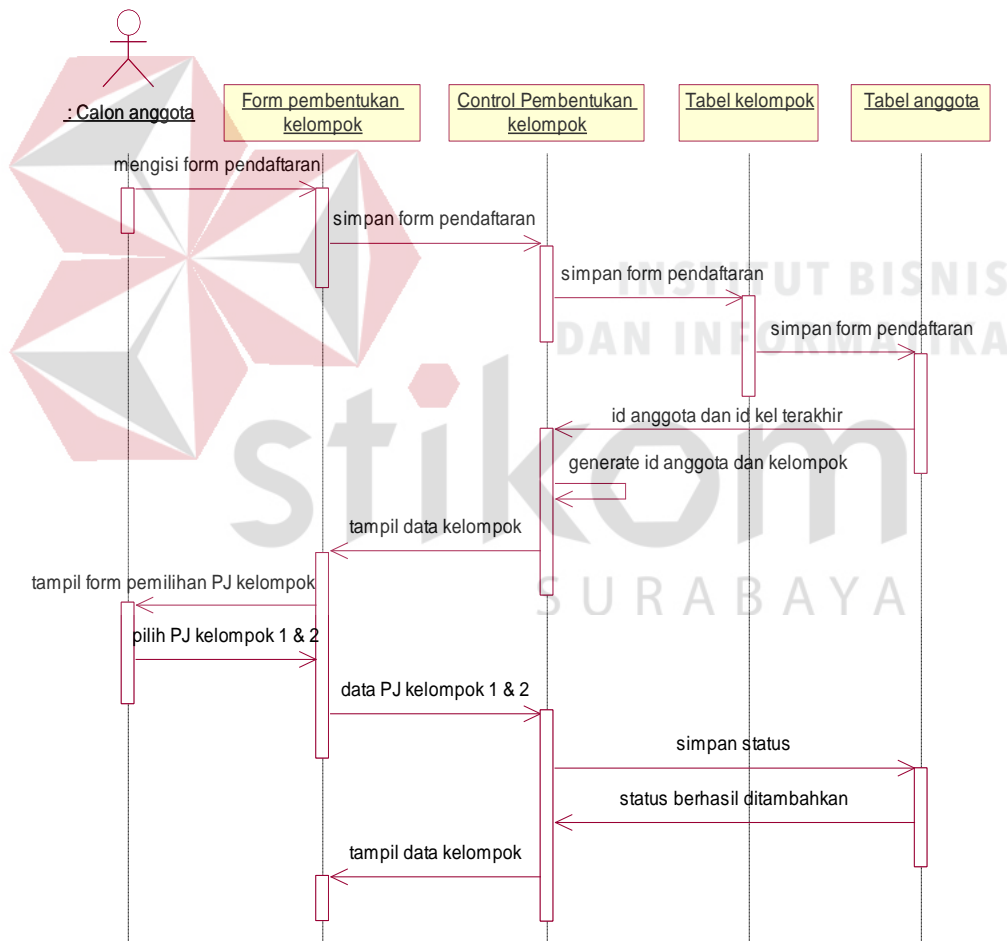 : Calon anggota
Form pembentukan
kelompok
Control Pembentukan
kelompok
Tabel kelompok
Tabel anggota
mengisi form pendaftaran
simpan form pendaftaran
simpan form pendaftaran
INSTITUT BISNIS
simpan form pendaftaran
DAN INFORMATIKA
id anggota dan id kel terakhir
stikom
generate id anggota dan kelompok
tampil data kelompok
tampil form pemilihan PJ kelompok
SURABAYA
pilih PJ kelompok 1 & 2
data PJ kelompok 1 & 2
simpan status
status berhasil ditambahkan
tampil data kelompok